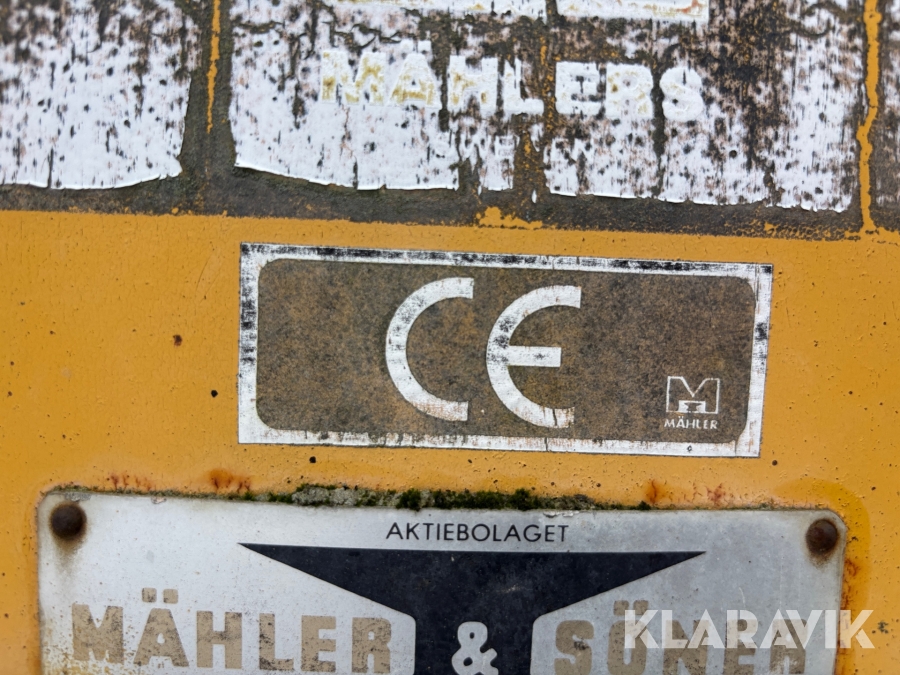 MÄHLERS
CE
M
MÄHLER
AKTIEBOLAGET
MÄHLER & SÖNER
KLARAVIK